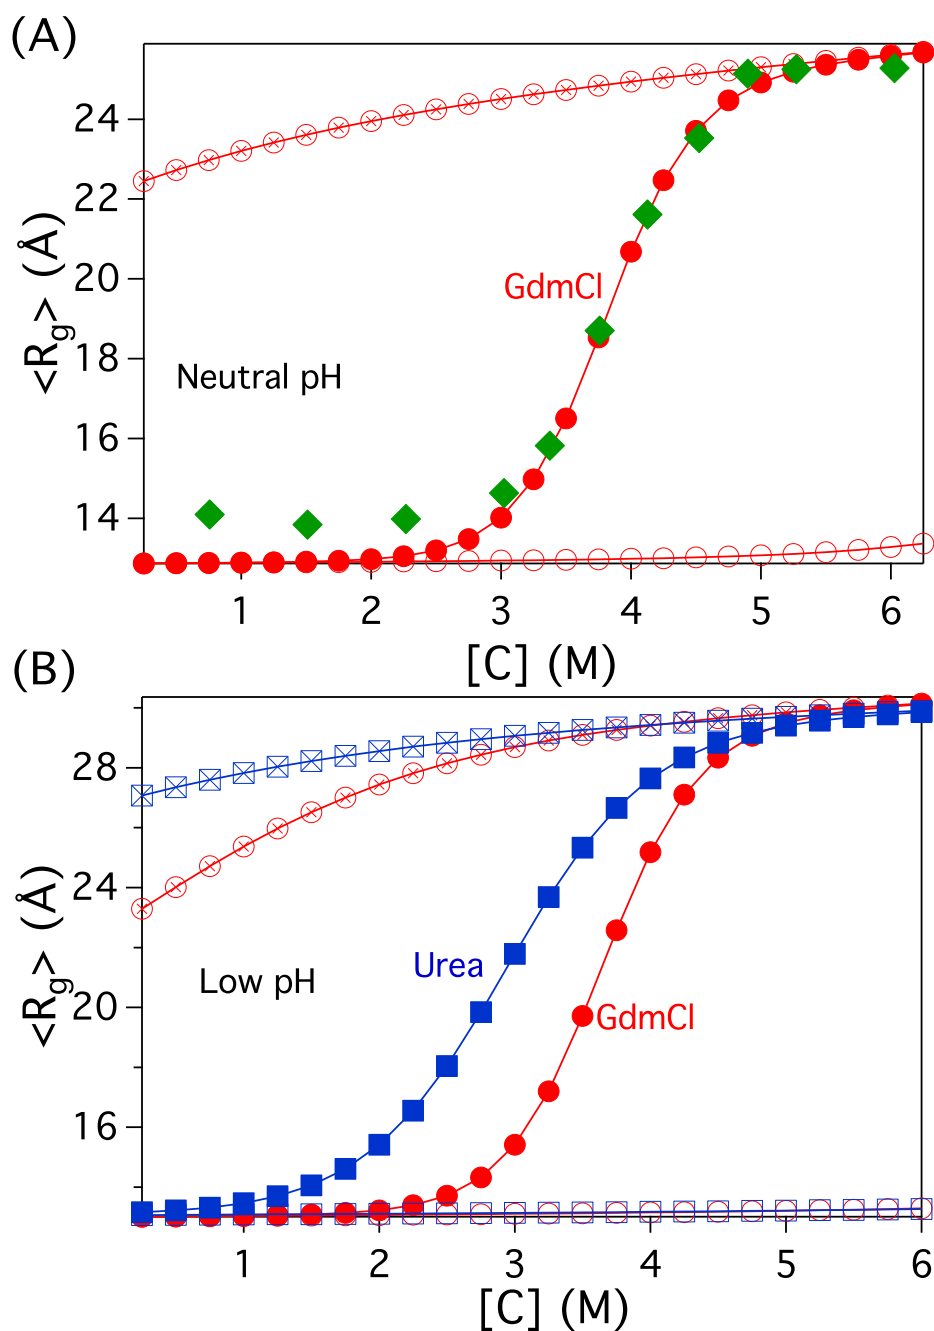 (A)
24
22
20
18
16
14
<Rg> (Å)
GdmCl
Neutral pH
1 2 3 4 5 6
[C] (M)
(B)
28
24
20
16
<Rg> (Å)
Urea
Low pH
GdmCl
1 2 3 4 5 6
[C] (M)